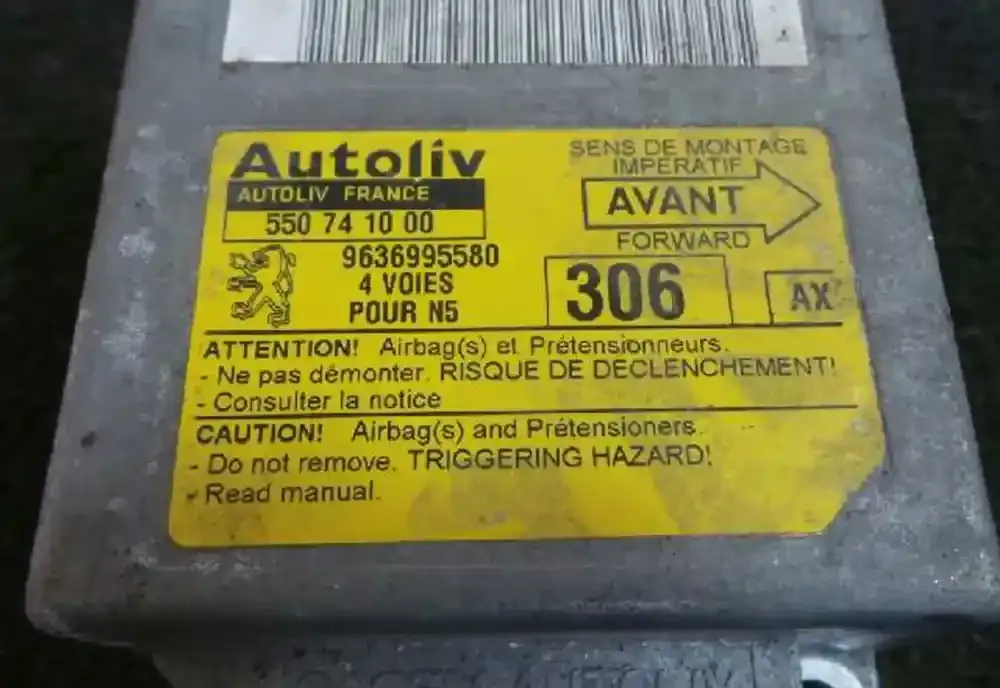 Autoliv
AUTOLIV FRANCE
550 74 10 00
9636995580
4 VOIES
POUR N5
SENS DE MONTAGE
IMPERATIF
AVANT
FORWARD
306
AX
ATTENTION! Airbag(s) et Prétensionneurs.
- Ne pas démonter. RISQUE DE DECLENCHEMENT!
- Consulter la notice
CAUTION! Airbag(s) and Prétensioners.
- Do not remove. TRIGGERING HAZARD!
- Read manual.
AUTOLIV